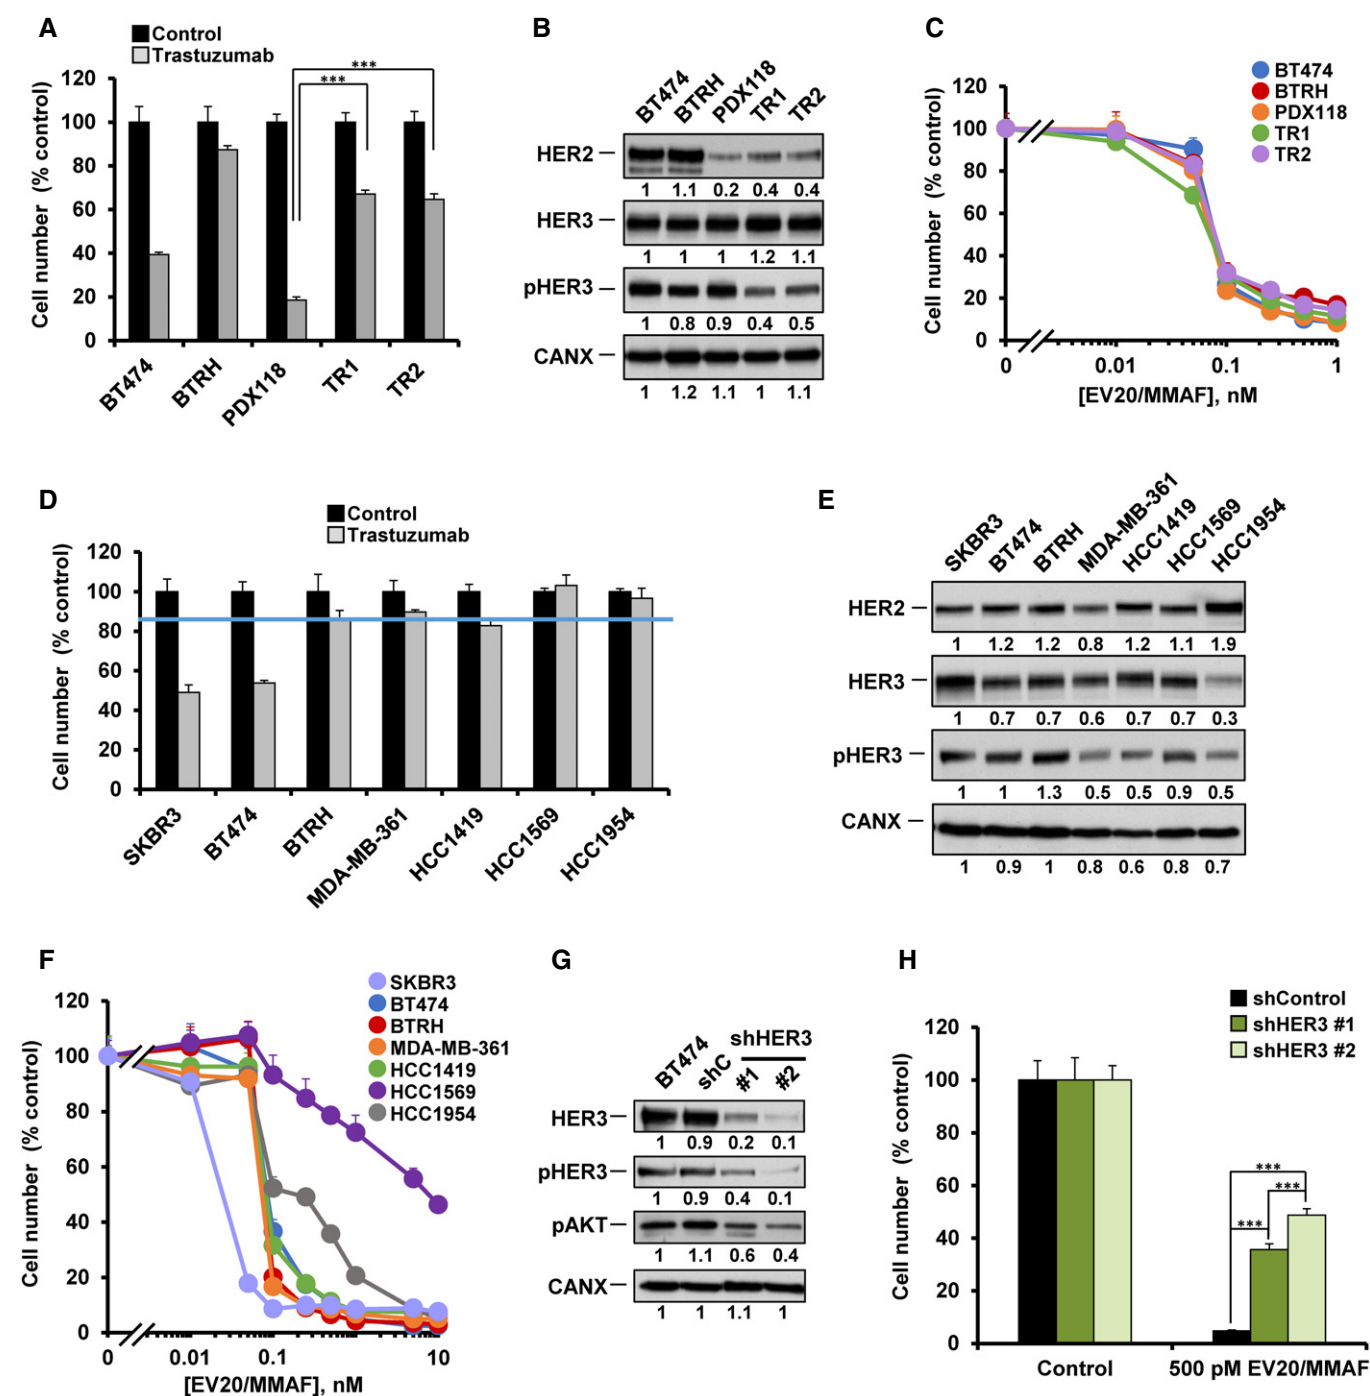 A
Control
Trastuzumab
Cell number (% control)
120
100
80
60
40
20
0
***
***
BT474
BTRH
PDX118
TR1
TR2
B
BT474
BTRH
PDX118
TR1
TR2
HER2
1 1.1 0.2 0.4 0.4
HER3
1 1 1 1.2 1.1
pHER3
1 0.8 0.9 0.4 0.5
CANX
1 1.2 1.1 1 1.1
C
BT474
BTRH
PDX118
TR1
TR2
Cell number (% control)
120
100
80
60
40
20
0
0 0.01 0.1 1
[EV20/MMAF], nM
D
Control
Trastuzumab
Cell number (% control)
120
100
80
60
40
20
0
SKBR3
BT474
BTRH
MDA-MB-361
HCC1419
HCC1569
HCC1954
E
SKBR3
BT474
BTRH
MDA-MB-361
HCC1419
HCC1569
HCC1954
HER2
1 1.2 1.2 0.8 1.2 1.1 1.9
HER3
1 0.7 0.7 0.6 0.7 0.7 0.3
pHER3
1 1 1.3 0.5 0.5 0.9 0.5
CANX
1 0.9 1 0.8 0.6 0.8 0.7
F
SKBR3
BT474
BTRH
MDA-MB-361
HCC1419
HCC1569
HCC1954
Cell number (% control)
120
100
80
60
40
20
0
0 0.01 0.1 10
[EV20/MMAF], nM
G
shHER3
BT474
shC
#1
#2
HER3
1 0.9 0.2 0.1
pHER3
1 0.9 0.4 0.1
pAKT
1 1.1 0.6 0.4
CANX
1 1 1.1 1
H
shControl
shHER3 #1
shHER3 #2
Cell number (% control)
120
100
80
60
40
20
0
***
***
***
Control
500 pM EV20/MMAF